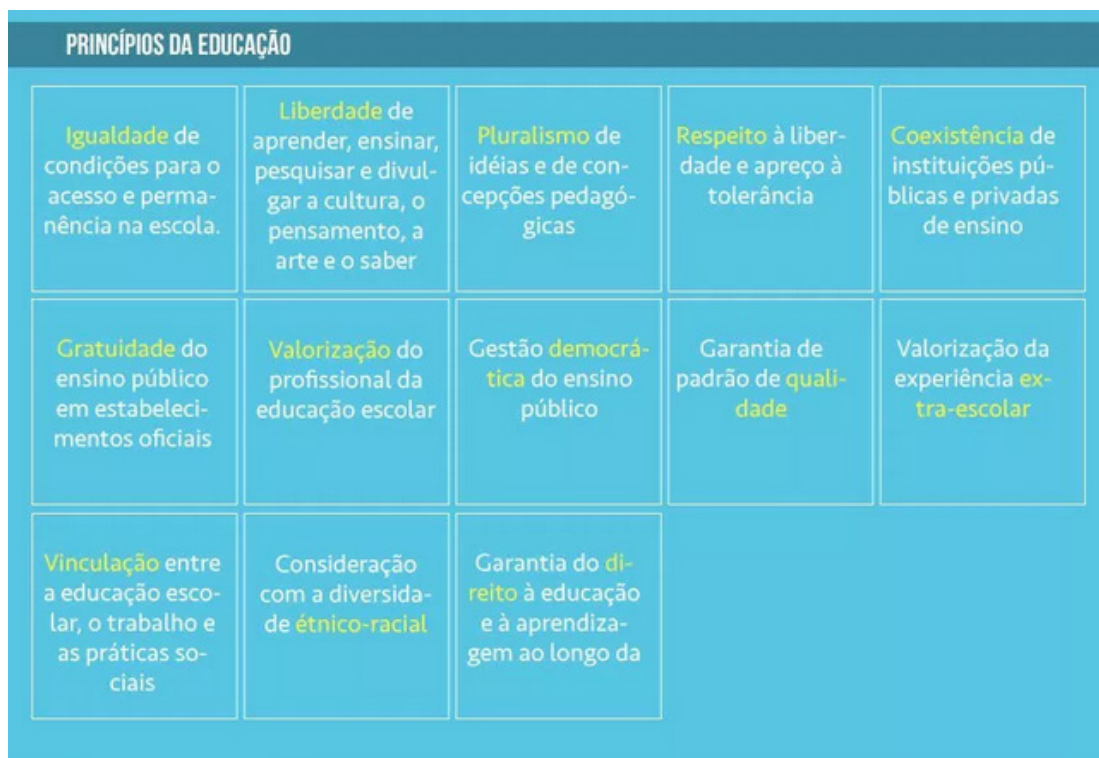 PRINCÍPIOS DA EDUCAÇÃO
Igualdade de
condições para o
acesso e perma-
nência na escola.
Liberdade de
aprender, ensinar,
pesquisar e divul-
gar a cultura, o
pensamento, a
arte e o saber
Pluralismo de
idéias e de con-
cepções pedagó-
gicas
Respeito à liber-
dade e apreço à
tolerância
Coexistência de
instituições pú-
blicas e privadas
de ensino
Gratuidade do
ensino público
em estabeleci-
mentos oficiais
Valorização do
profissional da
educação escolar
Gestão democrá-
tica do ensino
público
Garantia de
padrão de quali-
dade
Valorização da
experiência ex-
tra-escolar
Vinculação entre
a educação esco-
lar, o trabalho e
as práticas so-
ciais
Consideração
com a diversida-
de étnico-racial
Garantia do di-
reito à educação
e à aprendiza-
gem ao longo da